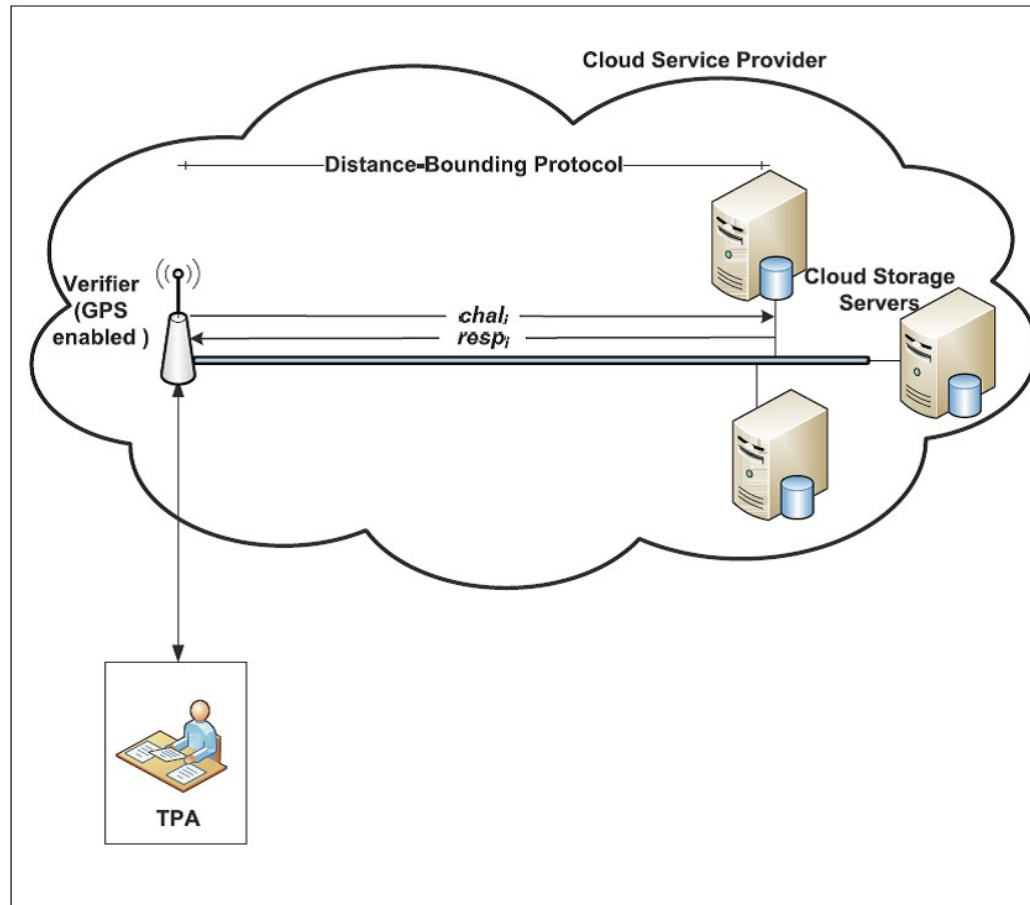 Cloud Service Provider
Distance-Bounding Protocol
Verifier
(GPS
enabled )
Cloud Storage
Servers
chalᵢ
respᵢ
TPA